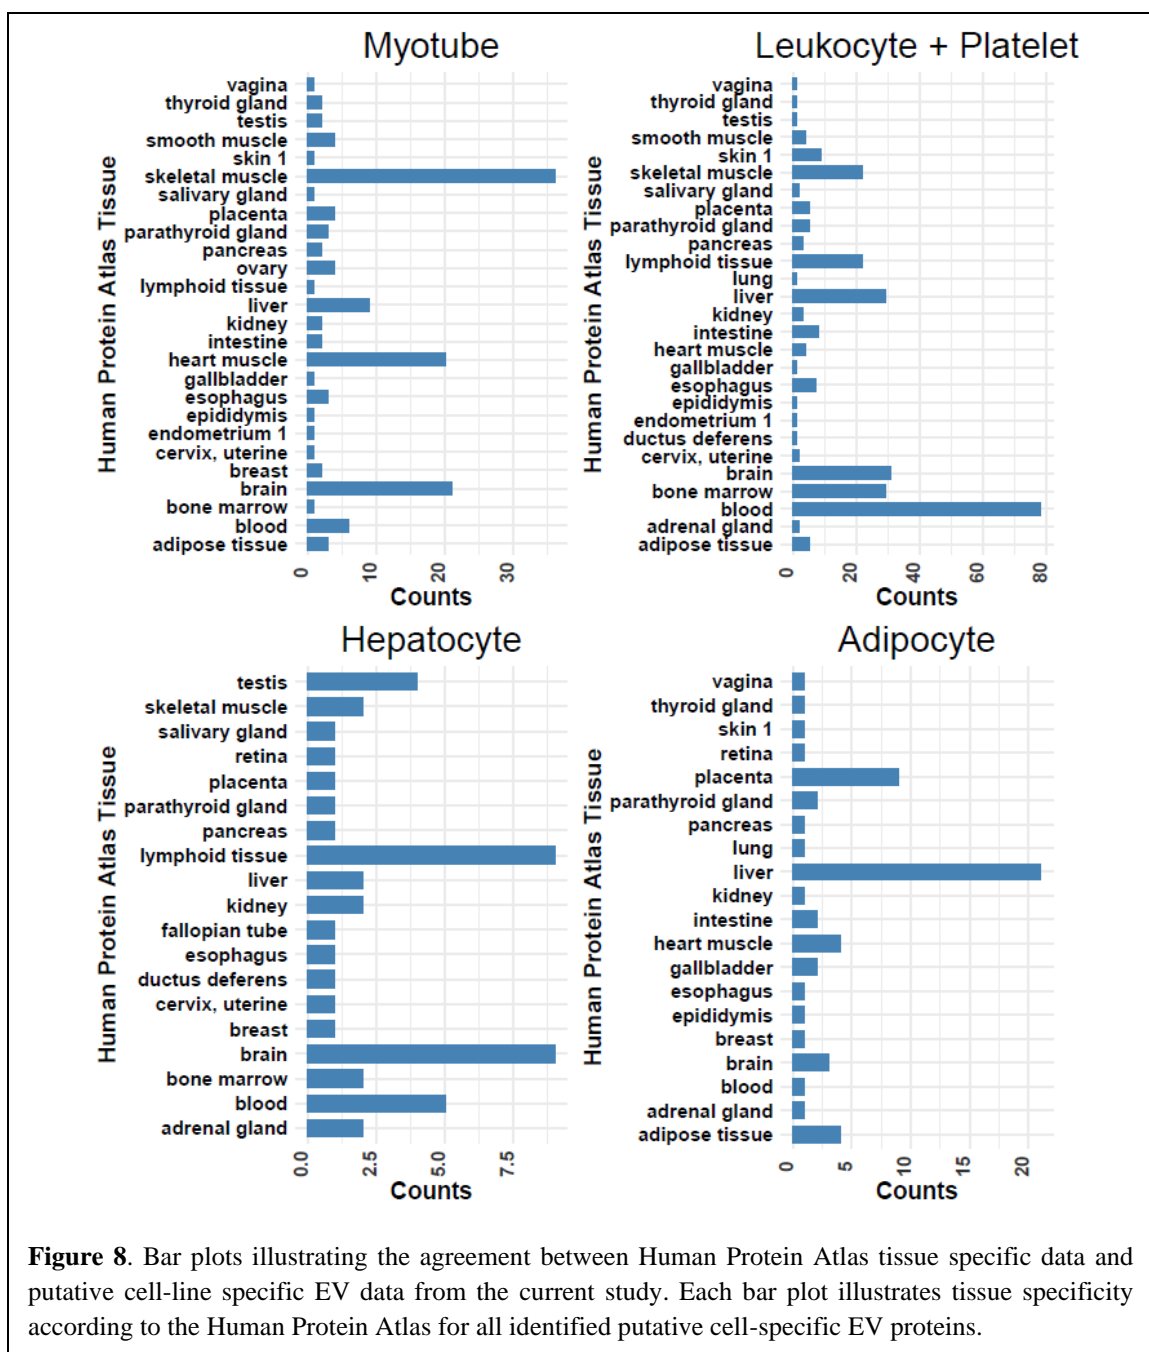 Myotube
Human Protein Atlas Tissue
vagina
thyroid gland
testis
smooth muscle
skin 1
skeletal muscle
salivary gland
placenta
parathyroid gland
pancreas
ovary
lymphoid tissue
liver
kidney
intestine
heart muscle
gallbladder
esophagus
epididymis
endometrium 1
cervix, uterine
breast
brain
bone marrow
blood
adipose tissue
0 10 20 30
Counts
Leukocyte + Platelet
Human Protein Atlas Tissue
vagina
thyroid gland
testis
smooth muscle
skin 1
skeletal muscle
salivary gland
placenta
parathyroid gland
pancreas
lymphoid tissue
lung
liver
kidney
intestine
heart muscle
gallbladder
esophagus
epididymis
endometrium 1
ductus deferens
cervix, uterine
brain
bone marrow
blood
adrenal gland
adipose tissue
0 20 40 60 80
Counts
Hepatocyte
Human Protein Atlas Tissue
testis
skeletal muscle
salivary gland
retina
placenta
parathyroid gland
pancreas
lymphoid tissue
liver
kidney
fallopian tube
esophagus
ductus deferens
cervix, uterine
breast
brain
bone marrow
blood
adrenal gland
0.0 2.5 5.0 7.5
Counts
Adipocyte
Human Protein Atlas Tissue
vagina
thyroid gland
skin 1
retina
placenta
parathyroid gland
pancreas
lung
liver
kidney
intestine
heart muscle
gallbladder
esophagus
epididymis
breast
brain
blood
adrenal gland
adipose tissue
0 5 10 15 20
Counts
Figure 8. Bar plots illustrating the agreement between Human Protein Atlas tissue specific data and
putative cell-line specific EV data from the current study. Each bar plot illustrates tissue specificity
according to the Human Protein Atlas for all identified putative cell-specific EV proteins.